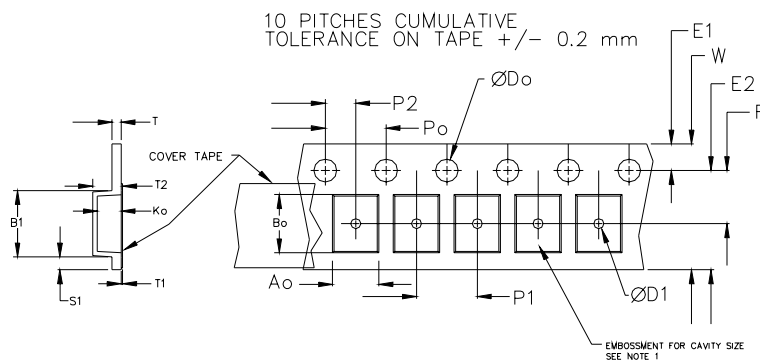 10 PITCHES CUMULATIVE
TOLERANCE ON TAPE +/- 0.2 mm
E1
W
ØDo
E2
P2
F
T
Po
COVER TAPE
T2
B1
Ko
Bo
Ao
P1
ØD1
S1
T1
EMBOSSMENT FOR CAVITY SIZE
SEE NOTE 1